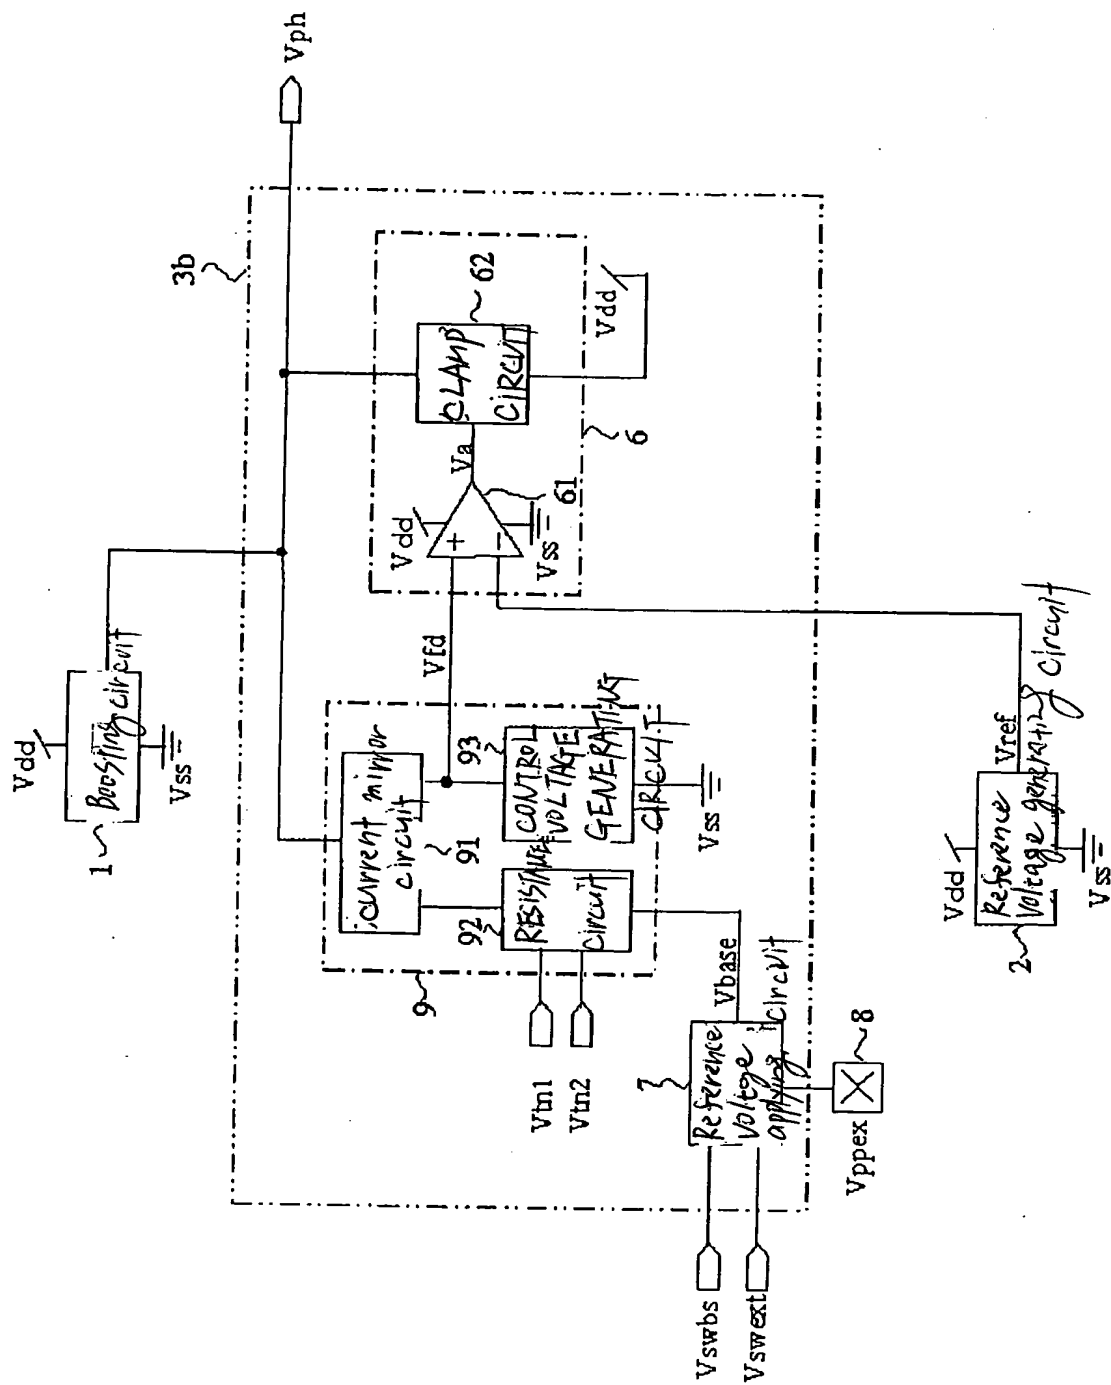 Vph
3b
62
Vdd
CLAMP
CIRCUIT
6
Va
61
Vdd
+
−
Vss
Vfd
Vdd
Boosting circuit
Vss
1
current mirror
circuit
91
93
CONTROL
VOLTAGE
GENERATING
CIRCUIT
Vss
92
RESISTANCE
circuit
9
Vtn1
Vtn2
Vbase
7
Reference
voltage
applying
circuit
8
Vppex
Vswbs
Vswext
Vref
Vdd
Reference
voltage generating circuit
Vss
2